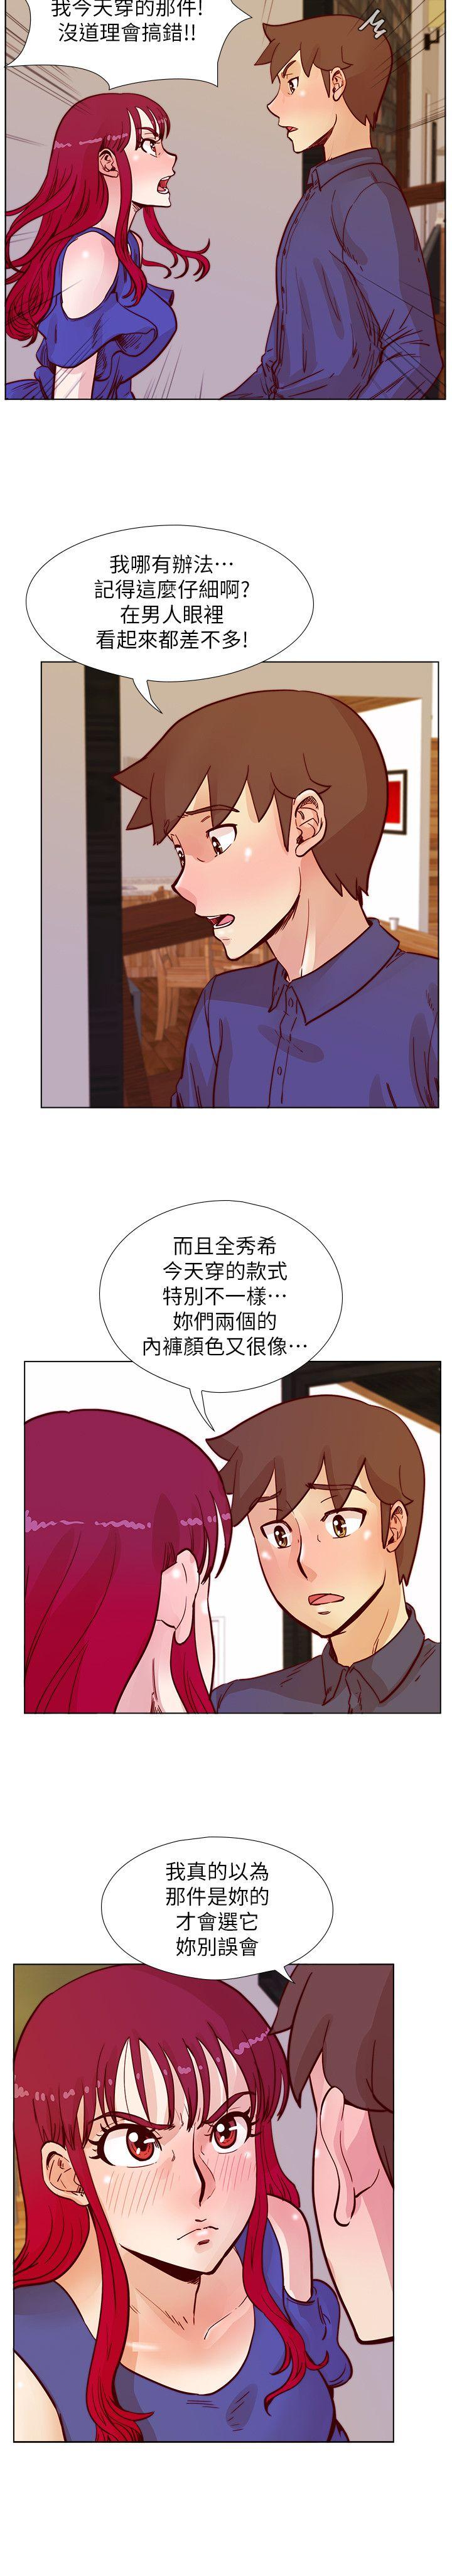 我今天穿的那件!
沒道理會搞錯!!
我哪有辦法…
記得這麼仔細啊?
在男人眼裡
看起來都差不多!
而且全秀希
今天穿的款式
特別不一樣…
妳們兩個的
內褲顏色又很像…
我真的以為
那件是妳的
才會選它
妳別誤會